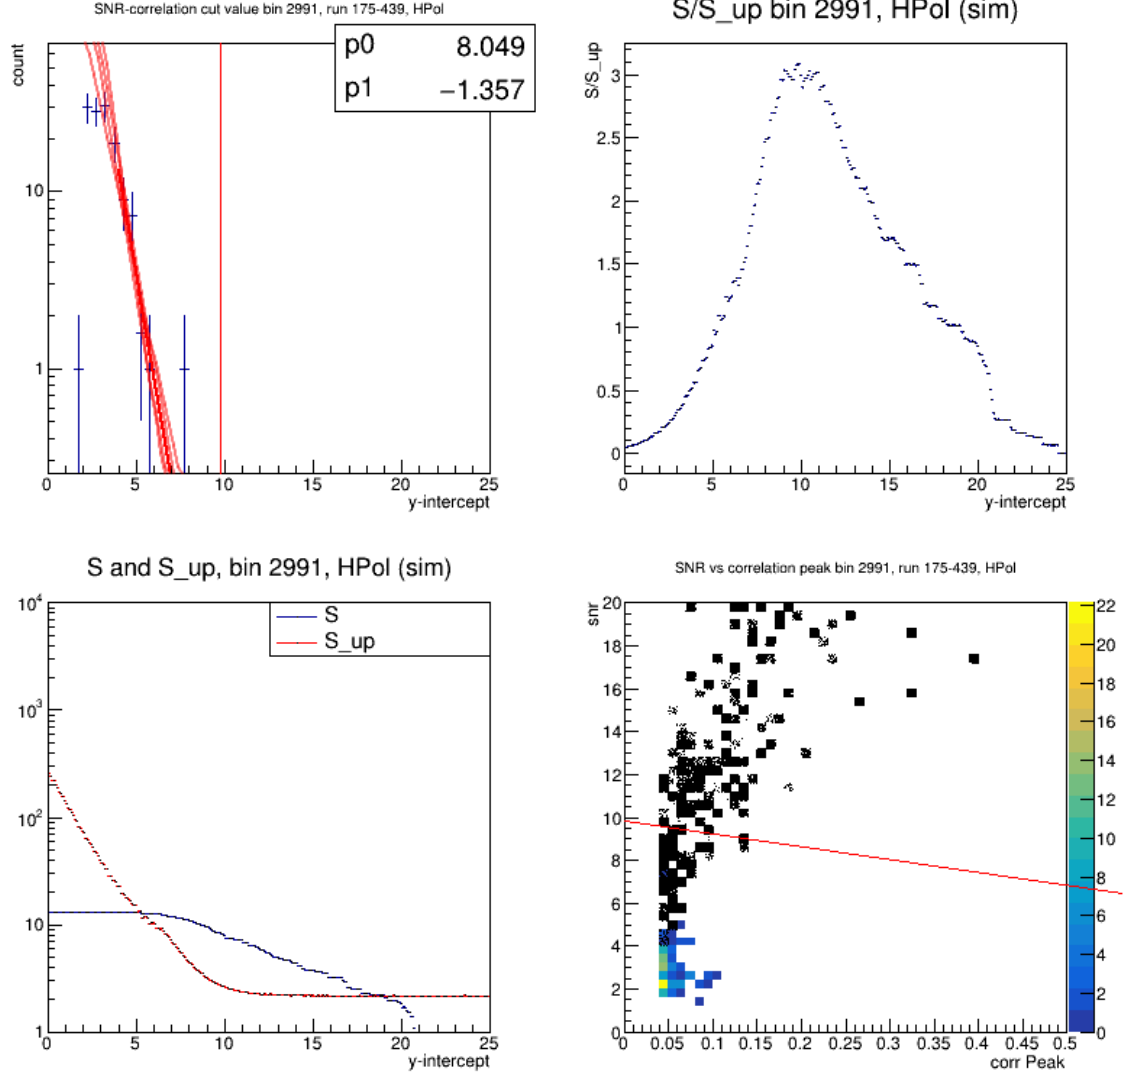 SNR-correlation cut value bin 2991, run 175-439, HPol
count
p0 8.049
p1 −1.357
10
1
0 5 10 15 20 25
y-intercept
S/S_up bin 2991, HPol (sim)
S/S_up
3
2.5
2
1.5
1
0.5
0
0 5 10 15 20 25
y-intercept
S and S_up, bin 2991, HPol (sim)
S
S_up
10^4
10^3
10^2
10
1
0 5 10 15 20 25
y-intercept
SNR vs correlation peak bin 2991, run 175-439, HPol
snr
20
18
16
14
12
10
8
6
4
2
0
0 0.05 0.1 0.15 0.2 0.25 0.3 0.35 0.4 0.45 0.5
corr Peak
22
20
18
16
14
12
10
8
6
4
2
0